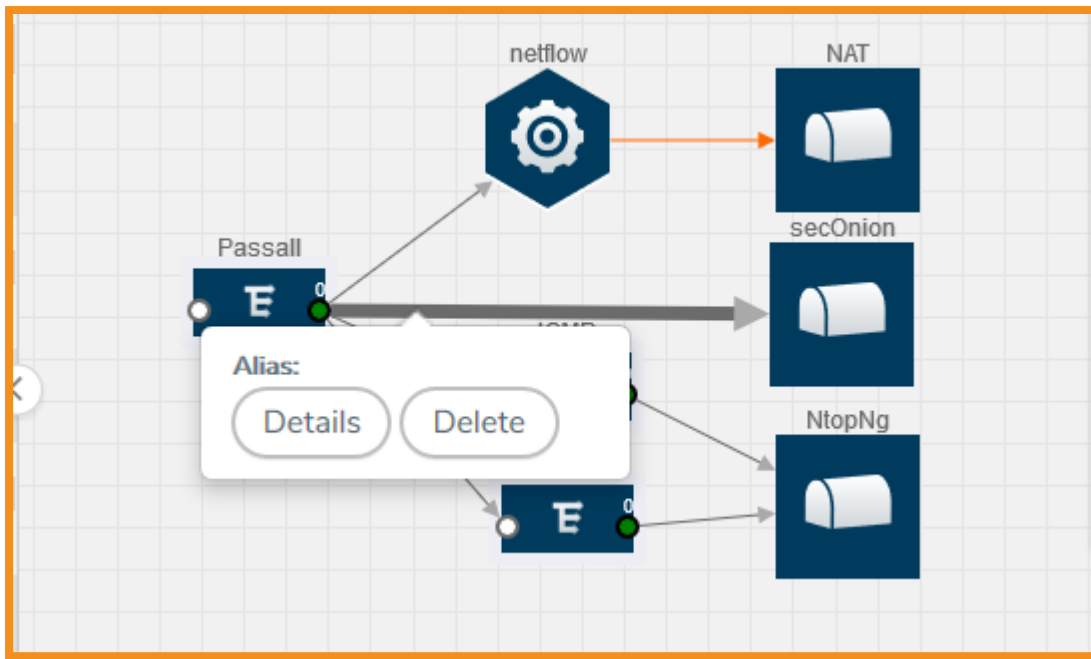 netflow
NAT
secOnion
Passall
0
Alias:
Details
Delete
NtopNg
0